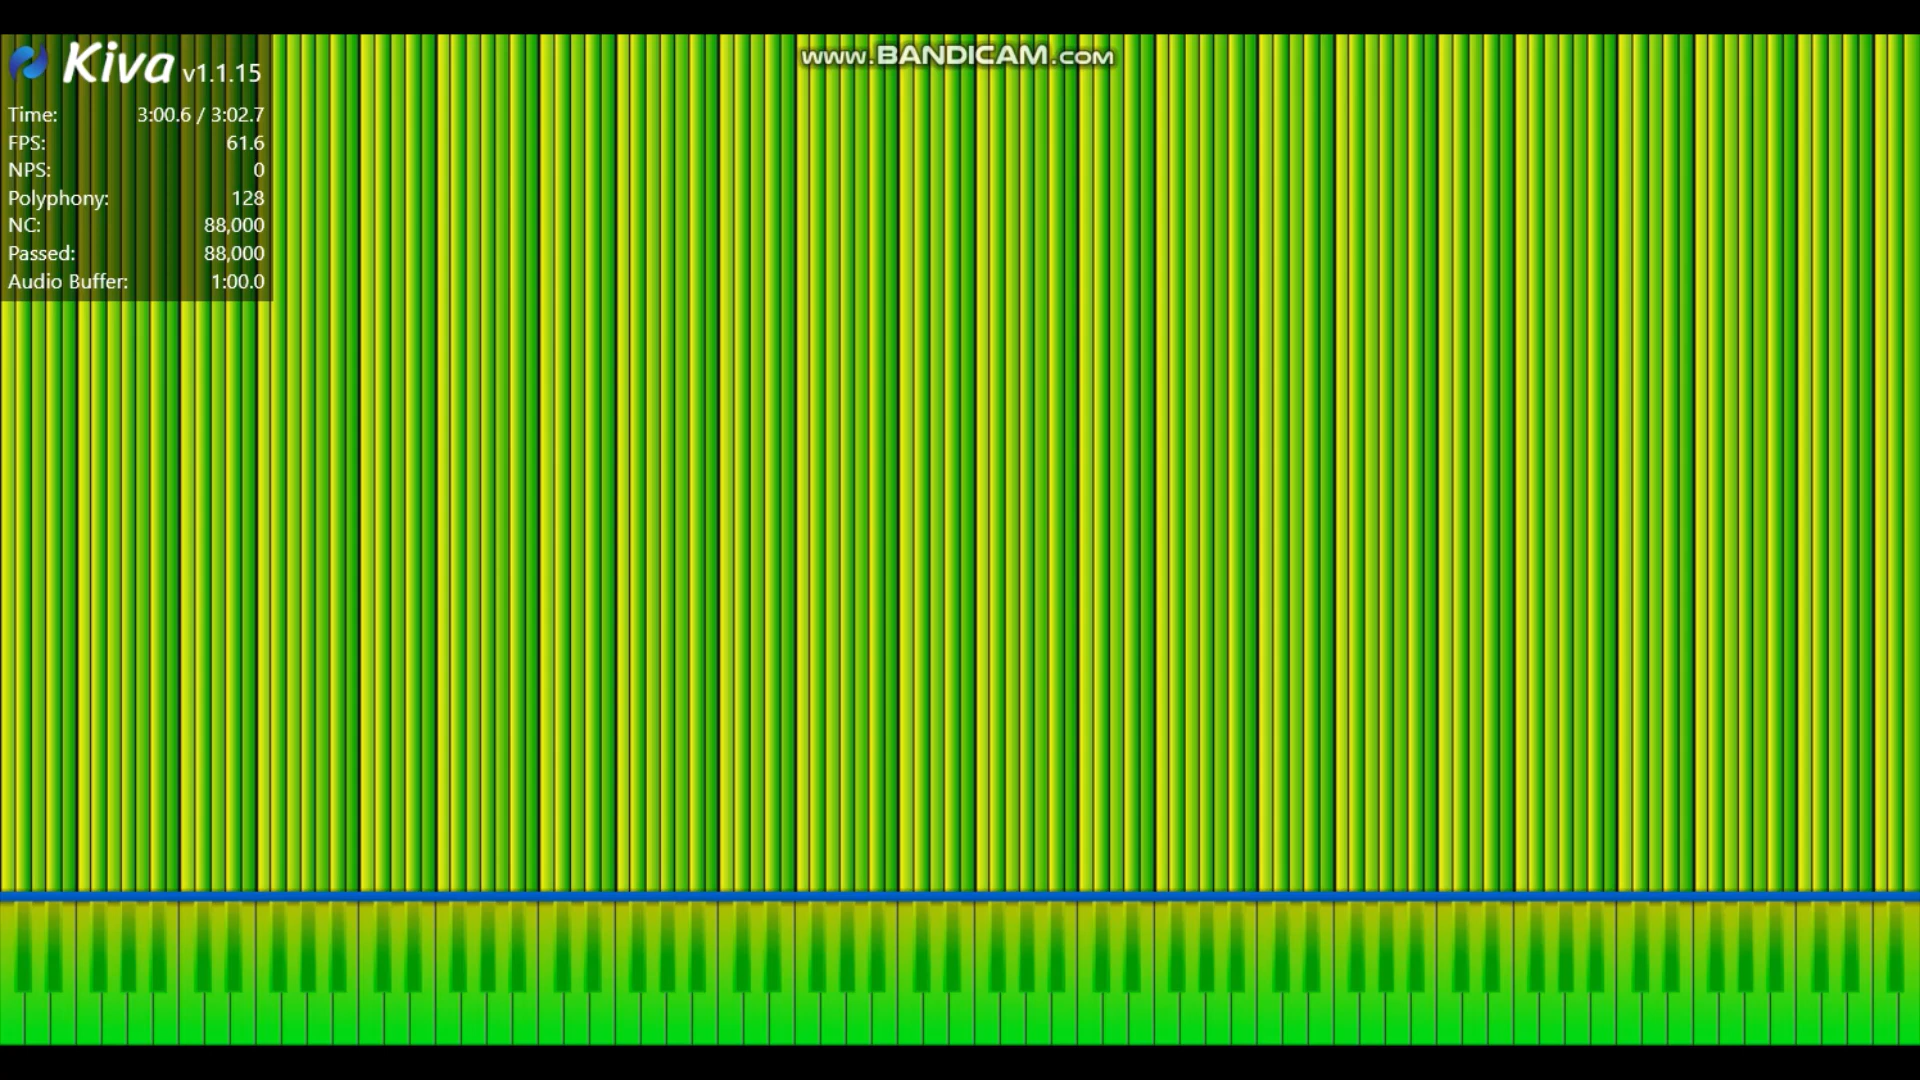 Kiva v1.1.15
www.BANDICAM.com
Time: 3:00.6 / 3:02.7
FPS: 61.6
NPS: 0
Polyphony: 128
NC: 88,000
Passed: 88,000
Audio Buffer: 1:00.0